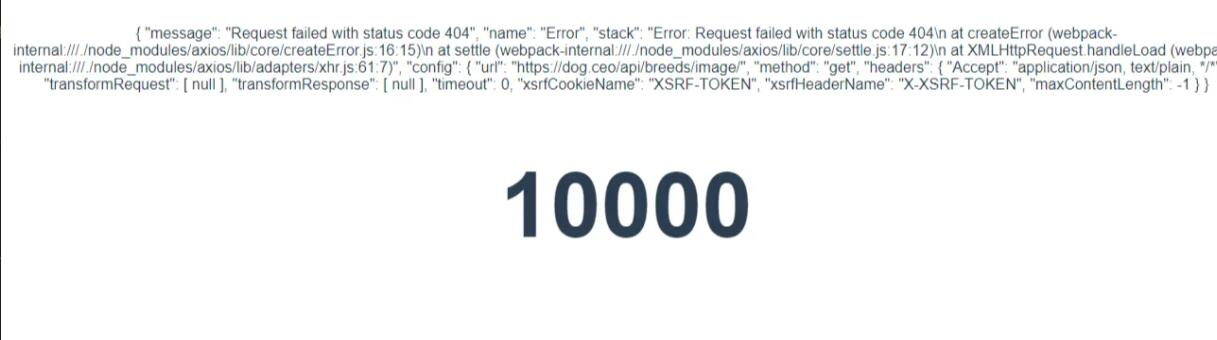 { "message": "Request failed with status code 404", "name": "Error", "stack": "Error: Request failed with status code 404\n at createError (webpack-
internal:///./node_modules/axios/lib/core/createError.js:16:15)\n at settle (webpack-internal:///./node_modules/axios/lib/core/settle.js:17:12)\n at XMLHttpRequest.handleLoad (webpa
internal:///./node_modules/axios/lib/adapters/xhr.js:61:7)", "config": { "url": "https://dog.ceo/api/breeds/image/", "method": "get", "headers": { "Accept": "application/json, text/plain, */*"
"transformRequest": [ null ], "transformResponse": [ null ], "timeout": 0, "xsrfCookieName": "XSRF-TOKEN", "xsrfHeaderName": "X-XSRF-TOKEN", "maxContentLength": -1 } }
10000